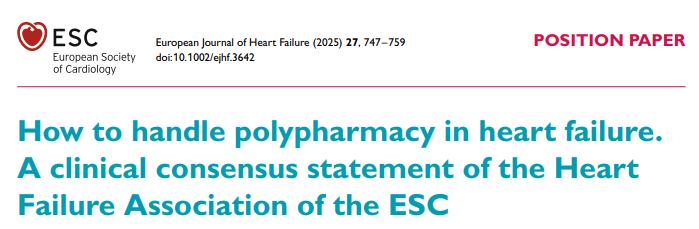 ESC
European Society
of Cardiology
European Journal of Heart Failure (2025) 27, 747–759
doi:10.1002/ejhf.3642
POSITION PAPER
How to handle polypharmacy in heart failure.
A clinical consensus statement of the Heart
Failure Association of the ESC